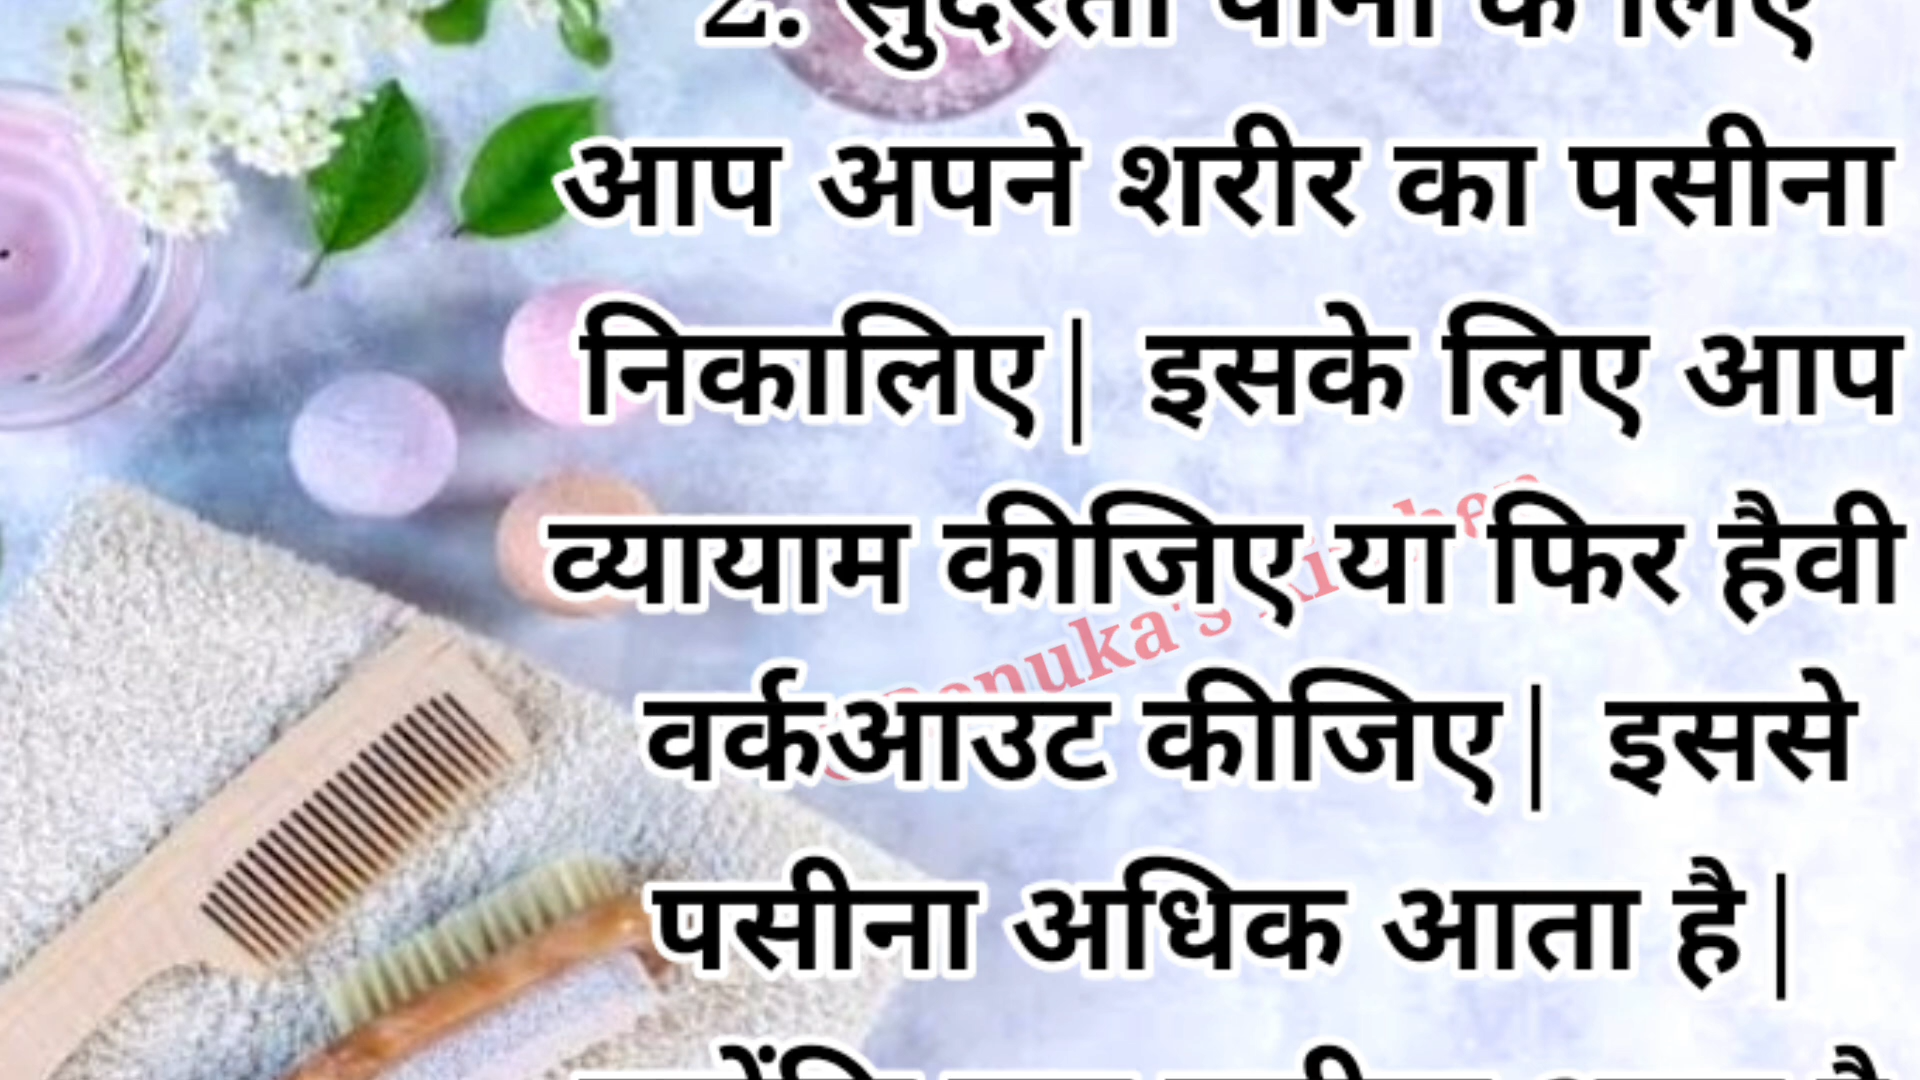 2. सुंदरता पाने के लिए
आप अपने शरीर का पसीना
निकालिए| इसके लिए आप
व्यायाम कीजिए या फिर हैवी
वर्कआउट कीजिए| इससे
पसीना अधिक आता है|